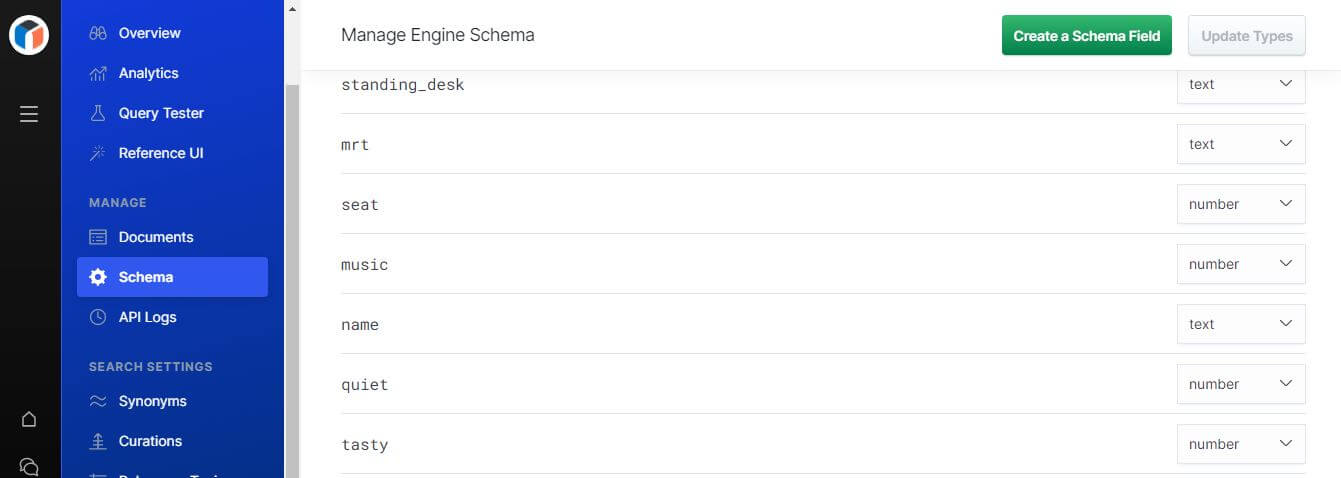 Overview
Analytics
Query Tester
Reference UI
MANAGE
Documents
Schema
API Logs
SEARCH SETTINGS
Synonyms
Curations
Manage Engine Schema
Create a Schema Field
Update Types
standing_desk text
mrt text
seat number
music number
name text
quiet number
tasty number